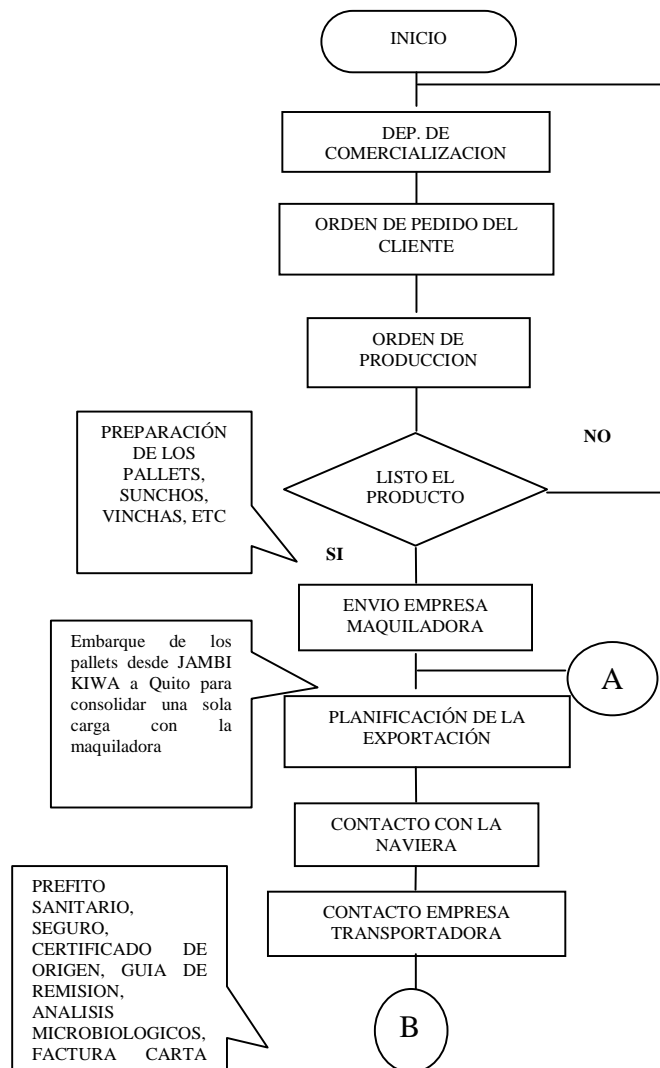 INICIO
DEP. DE
COMERCIALIZACION
ORDEN DE PEDIDO DEL
CLIENTE
ORDEN DE
PRODUCCION
PREPARACIÓN
DE LOS
PALLETS,
SUNCHOS,
VINCHAS, ETC
LISTO EL
PRODUCTO
NO
SI
ENVIO EMPRESA
MAQUILADORA
Embarque de los
pallets desde JAMBI
KIWA a Quito para
consolidar una sola
carga con la
maquiladora
A
PLANIFICACIÓN DE LA
EXPORTACIÓN
CONTACTO CON LA
NAVIERA
PREFITO
SANITARIO,
SEGURO,
CERTIFICADO DE
ORIGEN, GUIA DE
REMISION,
ANALISIS
MICROBIOLOGICOS,
FACTURA CARTA
CONTACTO EMPRESA
TRANSPORTADORA
B